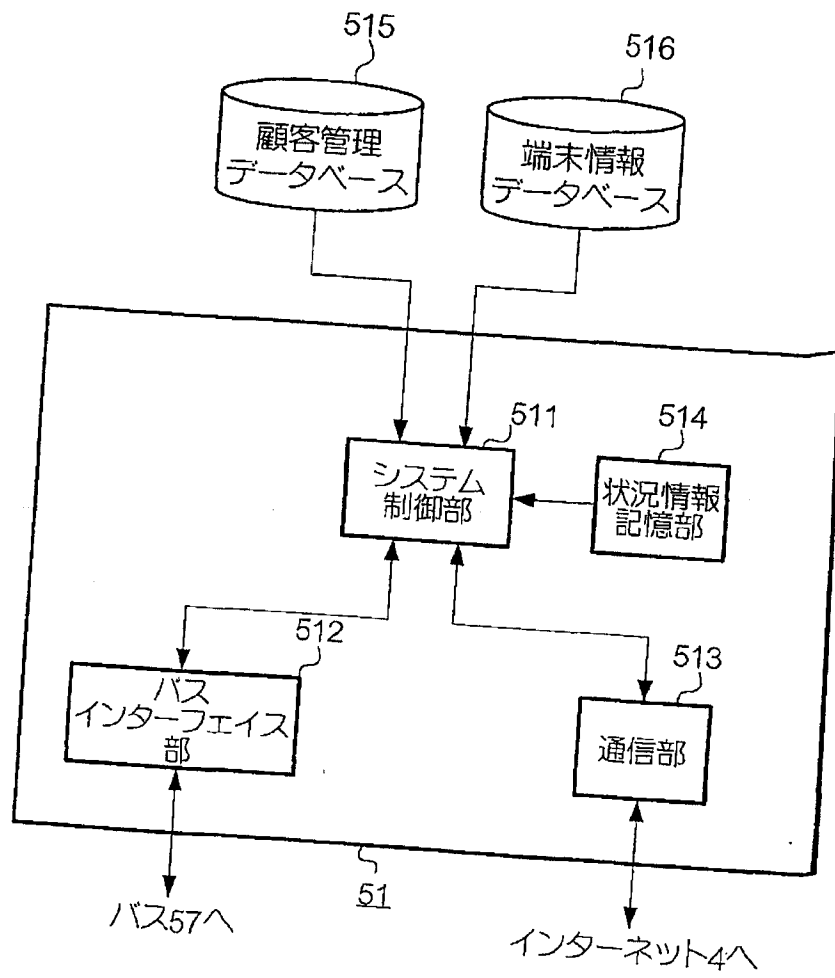 515
顧客管理
データベース
516
端末情報
データベース
511
システム
制御部
514
状況情報
記憶部
512
バス
インターフェイス
部
513
通信部
51
バス57へ
インターネット4へ